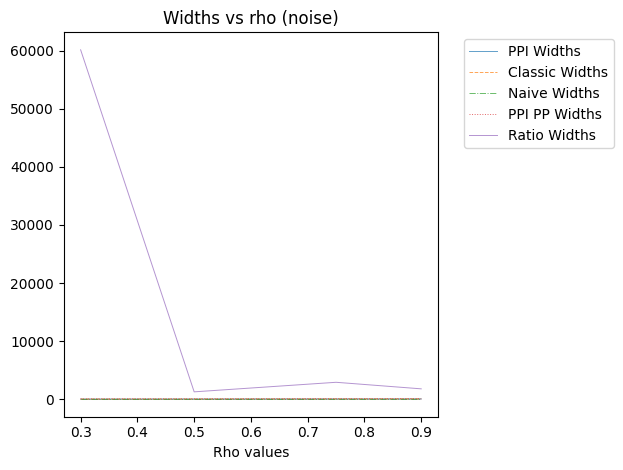 Widths vs rho (noise)
60000
50000
40000
30000
20000
10000
0
0.3 0.4 0.5 0.6 0.7 0.8 0.9
Rho values
PPI Widths
Classic Widths
Naive Widths
PPI PP Widths
Ratio Widths